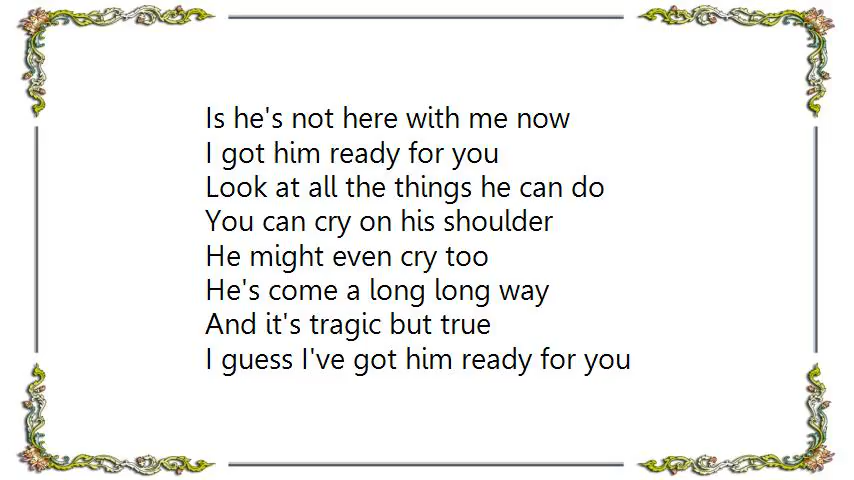 Is he's not here with me now
I got him ready for you
Look at all the things he can do
You can cry on his shoulder
He might even cry too
He's come a long long way
And it's tragic but true
I guess I've got him ready for you